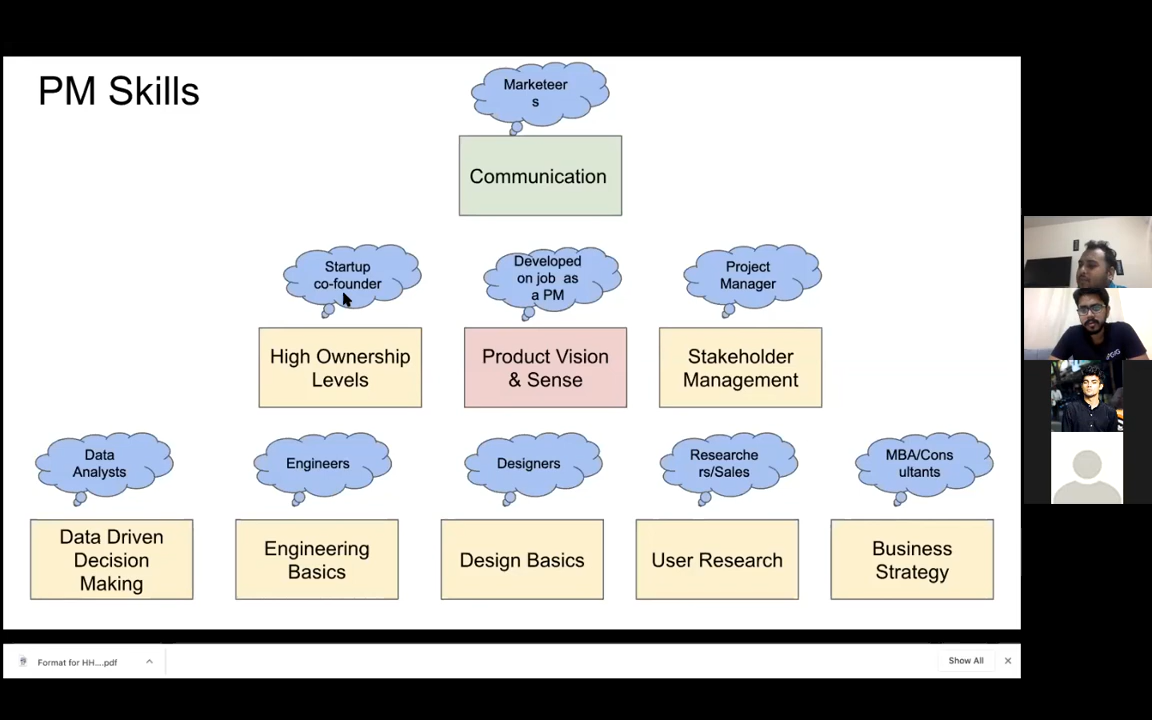 PM Skills
Marketeer
s
Communication
Startup
co-founder
Developed
on job as
a PM
Project
Manager
High Ownership
Levels
Product Vision
& Sense
Stakeholder
Management
Data
Analysts
Engineers
Designers
Researche
rs/Sales
MBA/Cons
ultants
Data Driven
Decision
Making
Engineering
Basics
Design Basics
User Research
Business
Strategy
Format for HH....pdf
Show All